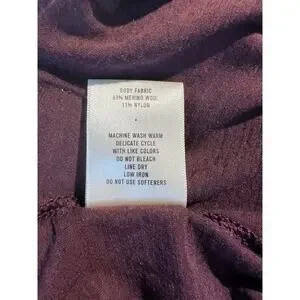 BODY FABRIC
89% MERINO WOOL
11% NYLON
MACHINE WASH WARM
DELICATE CYCLE
WITH LIKE COLORS
DO NOT BLEACH
LINE DRY
LOW IRON
DO NOT USE SOFTENERS